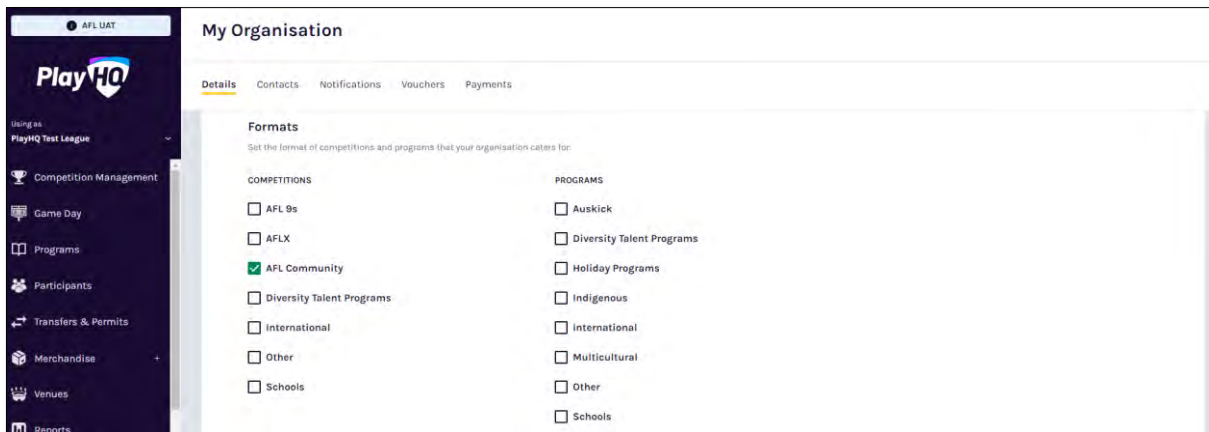 AFL UAT
PlayHQ
Using as
PlayHQ Test League
Competition Management
Game Day
Programs
Participants
Transfers & Permits
Merchandise +
Venues
Reports
My Organisation
Details Contacts Notifications Vouchers Payments
Formats
Set the format of competitions and programs that your organisation caters for.
COMPETITIONS
AFL 9s
AFLX
AFL Community
Diversity Talent Programs
International
Other
Schools
PROGRAMS
Auskick
Diversity Talent Programs
Holiday Programs
Indigenous
International
Multicultural
Other
Schools